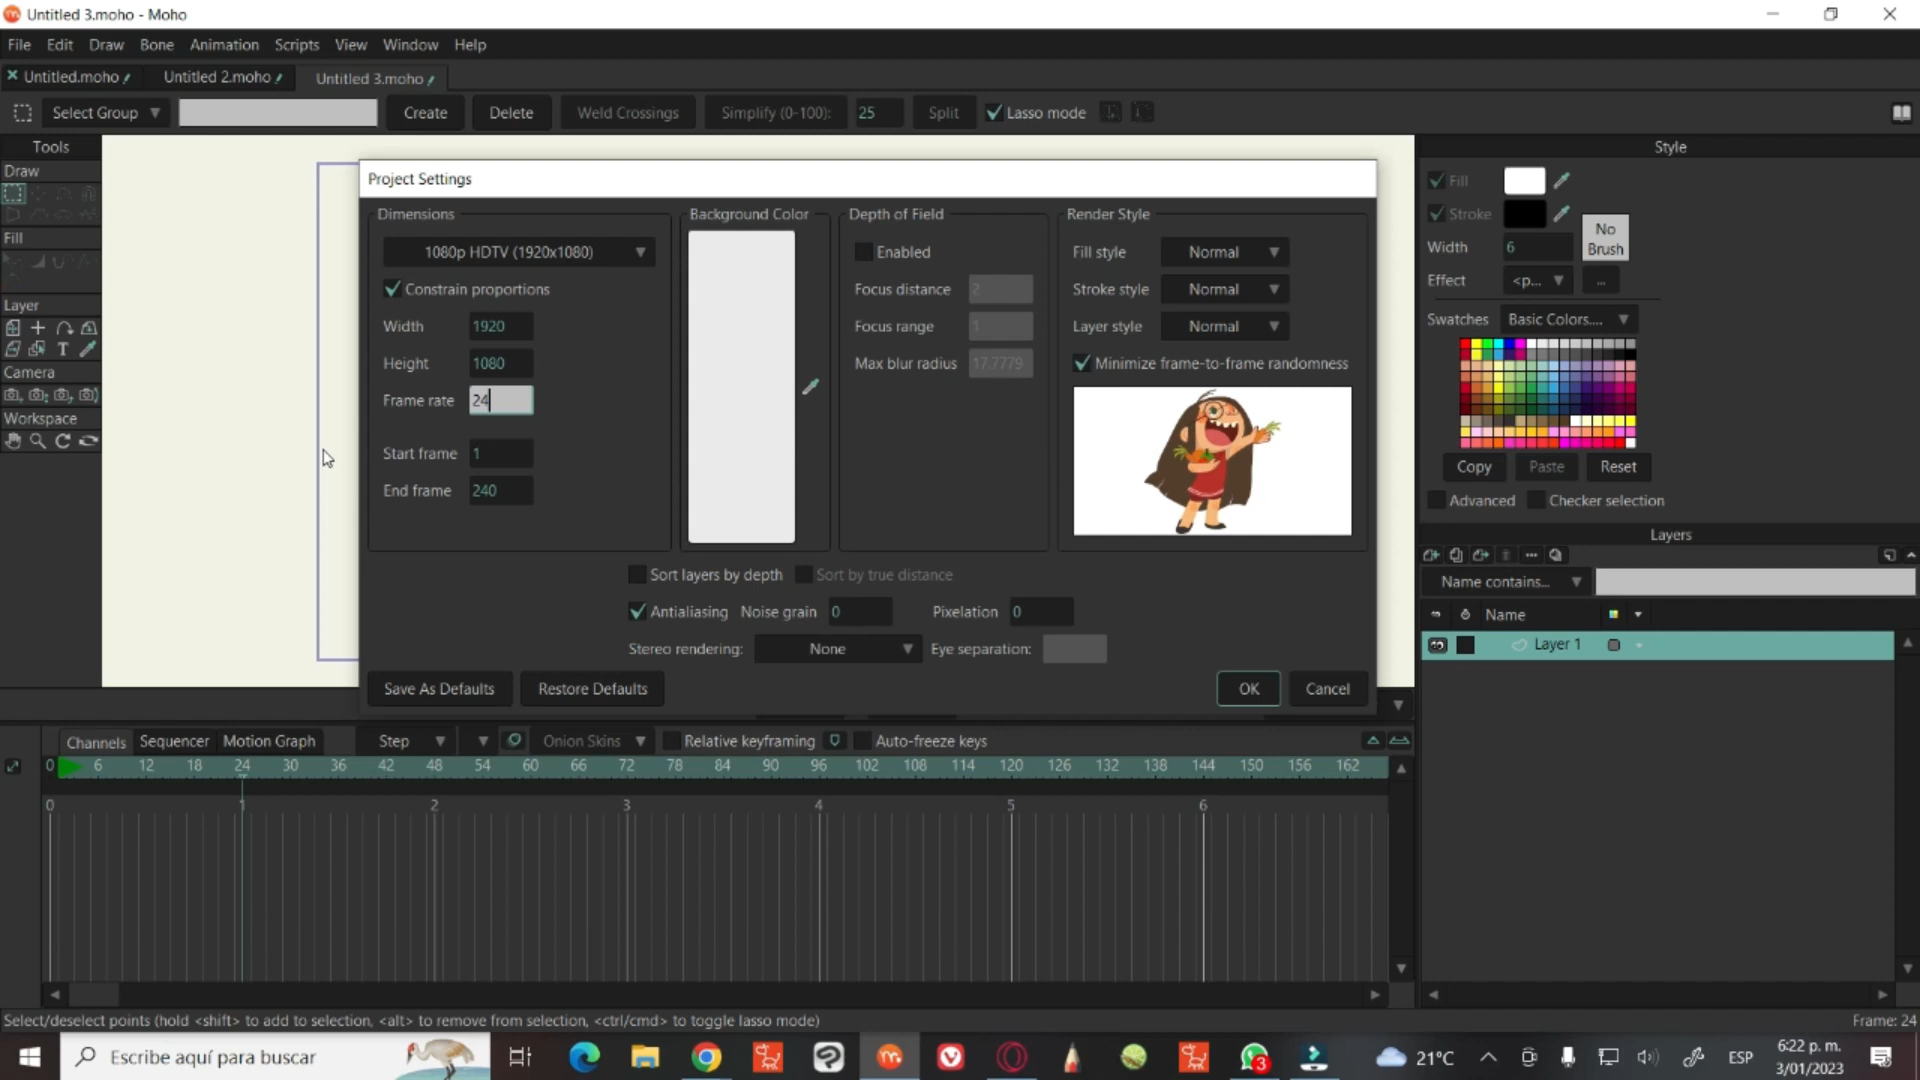 Untitled 3.moho - Moho
File Edit Draw Bone Animation Scripts View Window Help
Untitled.moho Untitled 2.moho Untitled 3.moho
Select Group Create Delete Weld Crossings Simplify (0-100): 25 Split Lasso mode
Tools
Draw
Fill
Layer
Camera
Workspace
Project Settings
Dimensions
1080p HDTV (1920x1080)
Constrain proportions
Width 1920
Height 1080
Frame rate 24
Start frame 1
End frame 240
Background Color
Depth of Field
Enabled
Focus distance 2
Focus range 1
Max blur radius 17.7779
Render Style
Fill style Normal
Stroke style Normal
Layer style Normal
Minimize frame-to-frame randomness
Sort layers by depth Sort by true distance
Antialiasing Noise grain 0 Pixelation 0
Stereo rendering: None Eye separation:
Save As Defaults Restore Defaults OK Cancel
Style
Fill
Stroke
No
Brush
Width 6
Effect <p... ...
Swatches Basic Colors....
Copy Paste Reset
Advanced Checker selection
Layers
Name contains...
Name
Layer 1
Channels Sequencer Motion Graph Step Onion Skins Relative keyframing Auto-freeze keys
0 6 12 18 24 30 36 42 48 54 60 66 72 78 84 90 96 102 108 114 120 126 132 138 144 150 156 162
0 1 2 3 4 5 6
Select/deselect points (hold <shift> to add to selection, <alt> to remove from selection, <ctrl/cmd> to toggle lasso mode) Frame: 24
Escribe aquí para buscar 3 21°C ESP 6:22 p. m.
3/01/2023